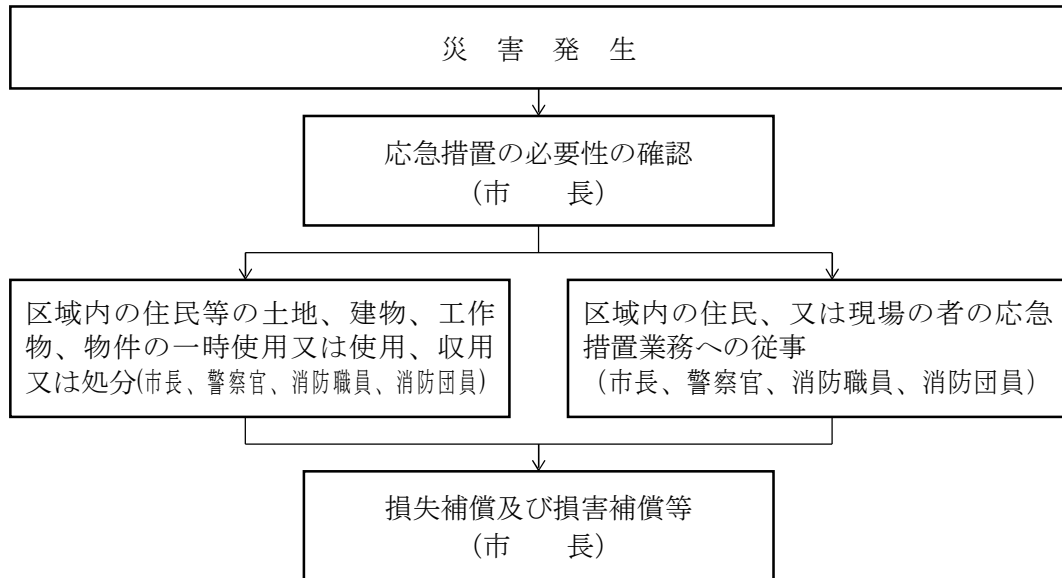 災　害　発　生
応急措置の必要性の確認
（市　　長）
区域内の住民等の土地、建物、工作
物、物件の一時使用又は使用、収用
又は処分(市長、警察官、消防職員、消防団員)
区域内の住民、又は現場の者の応急
措置業務への従事
（市長、警察官、消防職員、消防団員）
損失補償及び損害補償等
（市　　長）